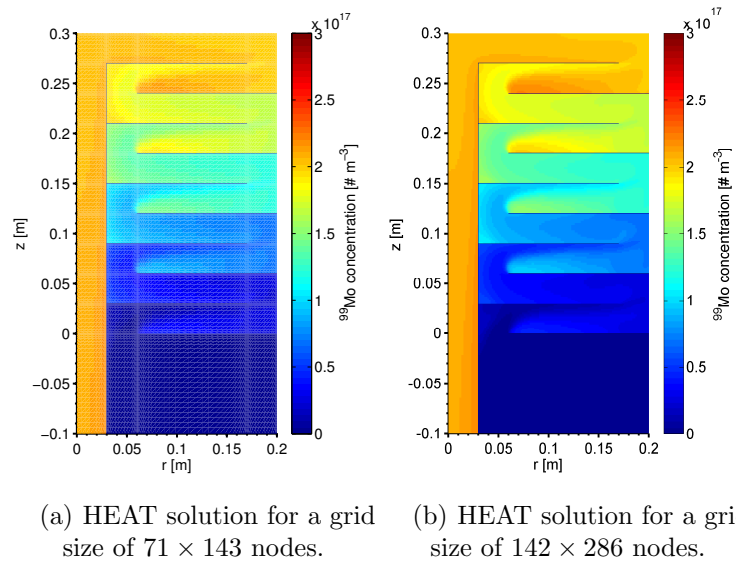 x 10^17
0.3
0.25
0.2
0.15
0.1
0.05
0
−0.05
−0.1
z [m]
0 0.05 0.1 0.15 0.2
r [m]
3
2.5
2
1.5
1
0.5
0
99Mo concentration [# m−3]
(a) HEAT solution for a grid
size of 71 × 143 nodes.
x 10^17
0.3
0.25
0.2
0.15
0.1
0.05
0
-0.05
-0.1
z [m]
0 0.05 0.1 0.15 0.2
r [m]
3
2.5
2
1.5
1
0.5
0
99Mo concentration [# m-3]
(b) HEAT solution for a gri
size of 142 × 286 nodes.